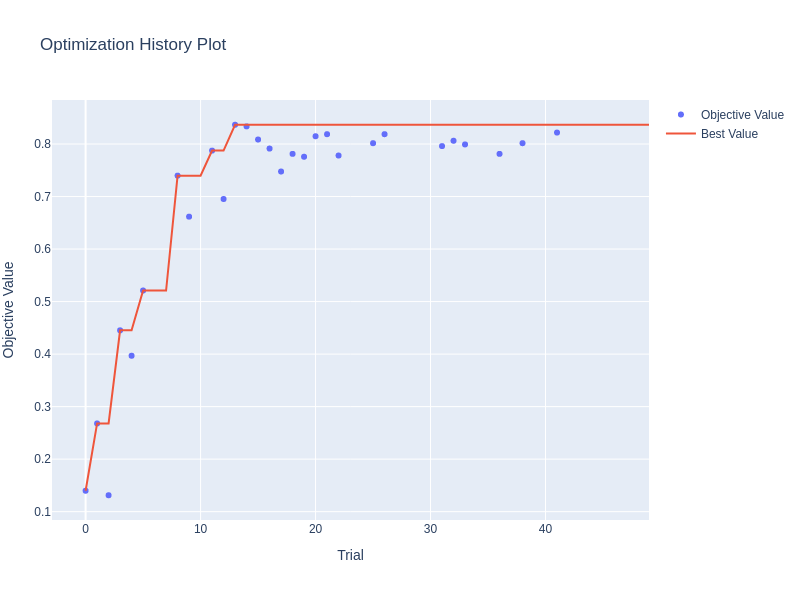 Optimization History Plot
Objective Value
Best Value
0.8
0.7
0.6
0.5
0.4
0.3
0.2
0.1
Objective Value
0
10
20
30
40
Trial